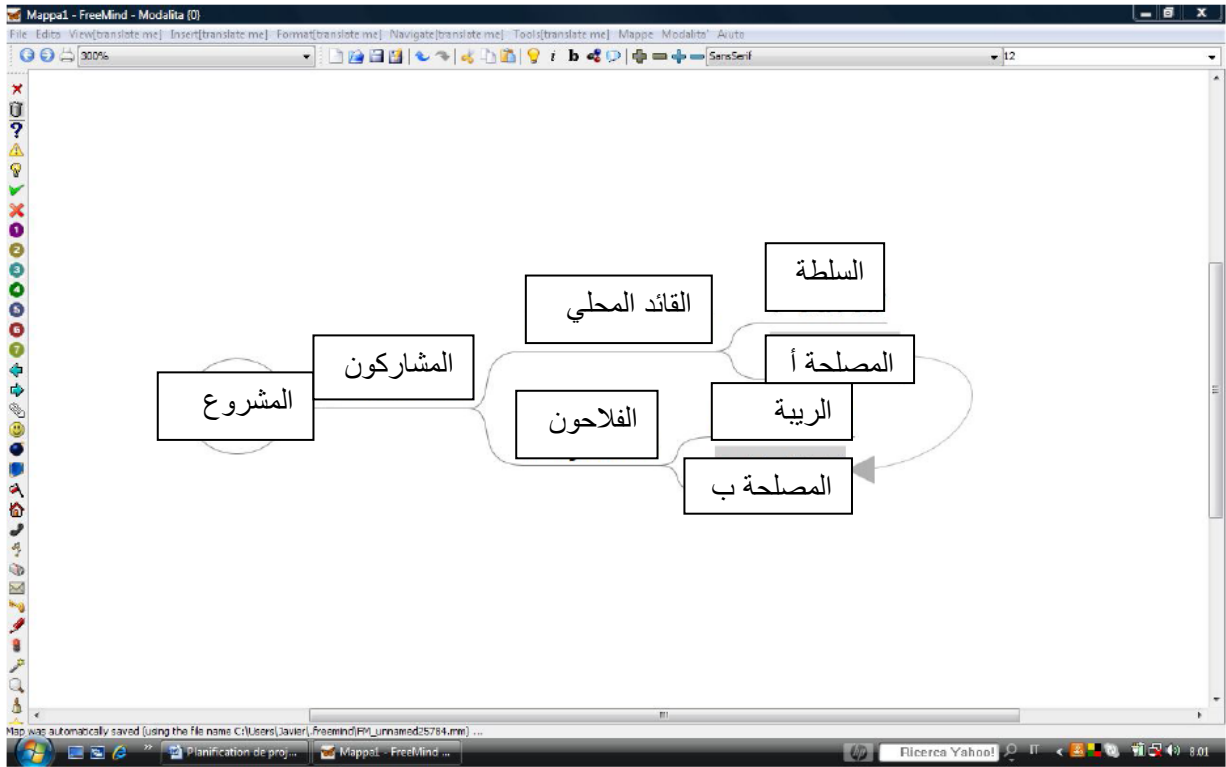 Mappa1 - FreeMind - Modalita {0}
File Edits View[translate me] Insert[translate me] Format[translate me] Navigate[translate me] Tools[translate me] Mappe Modalita' Aiuto
300% i b SansSerif 12
السلطة
القائد المحلي
المشاركون
المصلحة أ
المشروع
الريبة
الفلاحون
المصلحة ب
Map was automatically saved (using the file name C:\Users\Javier\.freemind\FM_unnamed25784.mm) ...
Planification de proj... Mappa1 - FreeMind ... Ricerca Yahoo! IT 8.01